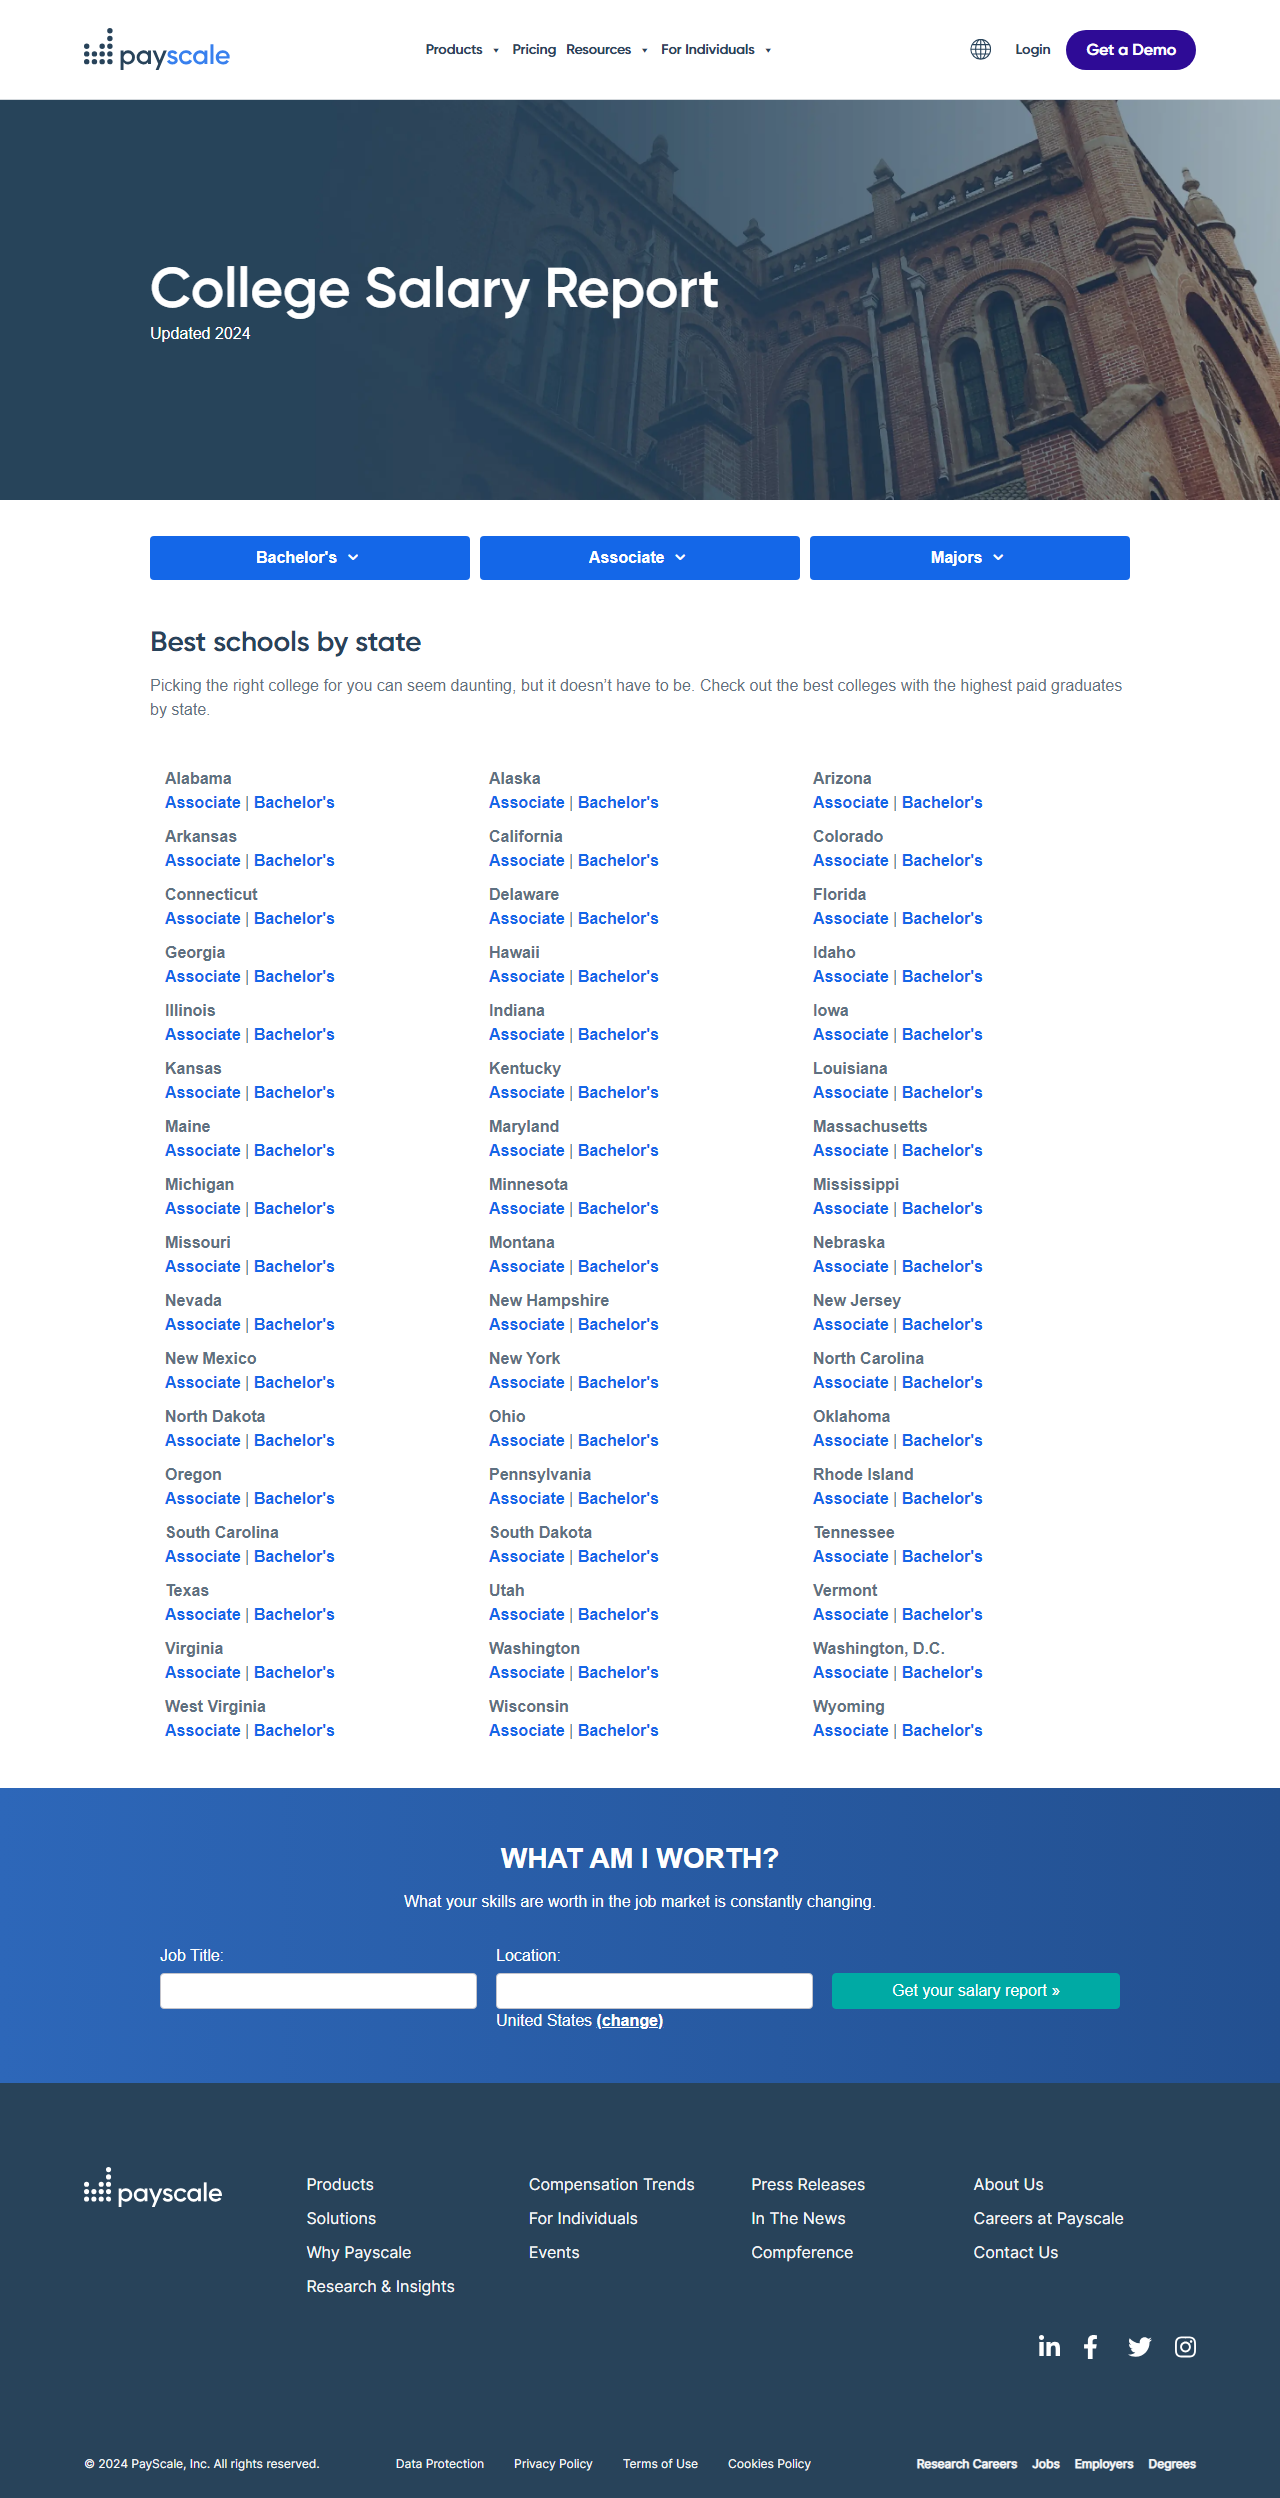 payscale
Products Pricing Resources For Individuals
Login Get a Demo
College Salary Report
Updated 2024
Bachelor's Associate Majors
Best schools by state
Picking the right college for you can seem daunting, but it doesn’t have to be. Check out the best colleges with the highest paid graduates
by state.
Alabama Alaska Arizona
Associate | Bachelor's Associate | Bachelor's Associate | Bachelor's
Arkansas California Colorado
Associate | Bachelor's Associate | Bachelor's Associate | Bachelor's
Connecticut Delaware Florida
Associate | Bachelor's Associate | Bachelor's Associate | Bachelor's
Georgia Hawaii Idaho
Associate | Bachelor's Associate | Bachelor's Associate | Bachelor's
Illinois Indiana Iowa
Associate | Bachelor's Associate | Bachelor's Associate | Bachelor's
Kansas Kentucky Louisiana
Associate | Bachelor's Associate | Bachelor's Associate | Bachelor's
Maine Maryland Massachusetts
Associate | Bachelor's Associate | Bachelor's Associate | Bachelor's
Michigan Minnesota Mississippi
Associate | Bachelor's Associate | Bachelor's Associate | Bachelor's
Missouri Montana Nebraska
Associate | Bachelor's Associate | Bachelor's Associate | Bachelor's
Nevada New Hampshire New Jersey
Associate | Bachelor's Associate | Bachelor's Associate | Bachelor's
New Mexico New York North Carolina
Associate | Bachelor's Associate | Bachelor's Associate | Bachelor's
North Dakota Ohio Oklahoma
Associate | Bachelor's Associate | Bachelor's Associate | Bachelor's
Oregon Pennsylvania Rhode Island
Associate | Bachelor's Associate | Bachelor's Associate | Bachelor's
South Carolina South Dakota Tennessee
Associate | Bachelor's Associate | Bachelor's Associate | Bachelor's
Texas Utah Vermont
Associate | Bachelor's Associate | Bachelor's Associate | Bachelor's
Virginia Washington Washington, D.C.
Associate | Bachelor's Associate | Bachelor's Associate | Bachelor's
West Virginia Wisconsin Wyoming
Associate | Bachelor's Associate | Bachelor's Associate | Bachelor's
WHAT AM I WORTH?
What your skills are worth in the job market is constantly changing.
Job Title: Location:
Get your salary report »
United States (change)
payscale
Products Compensation Trends Press Releases About Us
Solutions For Individuals In The News Careers at Payscale
Why Payscale Events Compference Contact Us
Research & Insights
© 2024 PayScale, Inc. All rights reserved. Data Protection Privacy Policy Terms of Use Cookies Policy Research Careers Jobs Employers Degrees